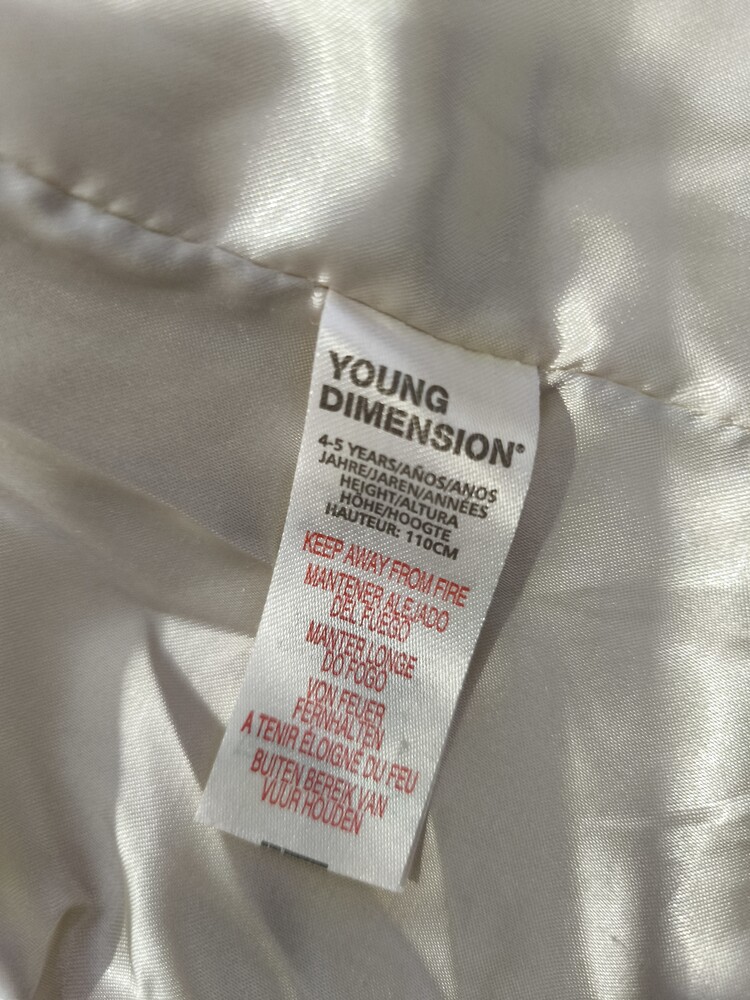 YOUNG
DIMENSION®
4-5 YEARS/AÑOS/ANOS
JAHRE/JAREN/ANNÉES
HEIGHT/ALTURA
HÖHE/HOOGTE
HAUTEUR: 110CM
KEEP AWAY FROM FIRE
MANTENER ALEJADO
DEL FUEGO
MANTER LONGE
DO FOGO
VON FEUER
FERNHALTEN
A TENIR ÉLOIGNÉ DU FEU
BUITEN BEREIK VAN
VUUR HOUDEN